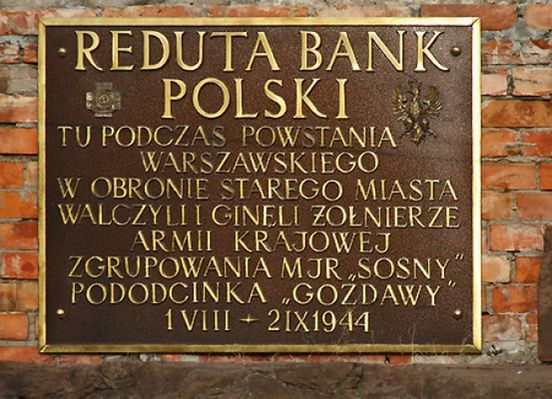 REDUTA BANK
POLSKI
TU PODCZAS POWSTANIA
WARSZAWSKIEGO
W OBRONIE STAREGO MIASTA
WALCZYLI I GINĘLI ŻOŁNIERZE
ARMII KRAJOWEJ
ZGRUPOWANIA MJR „SOSNY”
PODODCINKA „GOZDAWY”
1 VIII - 2 IX 1944